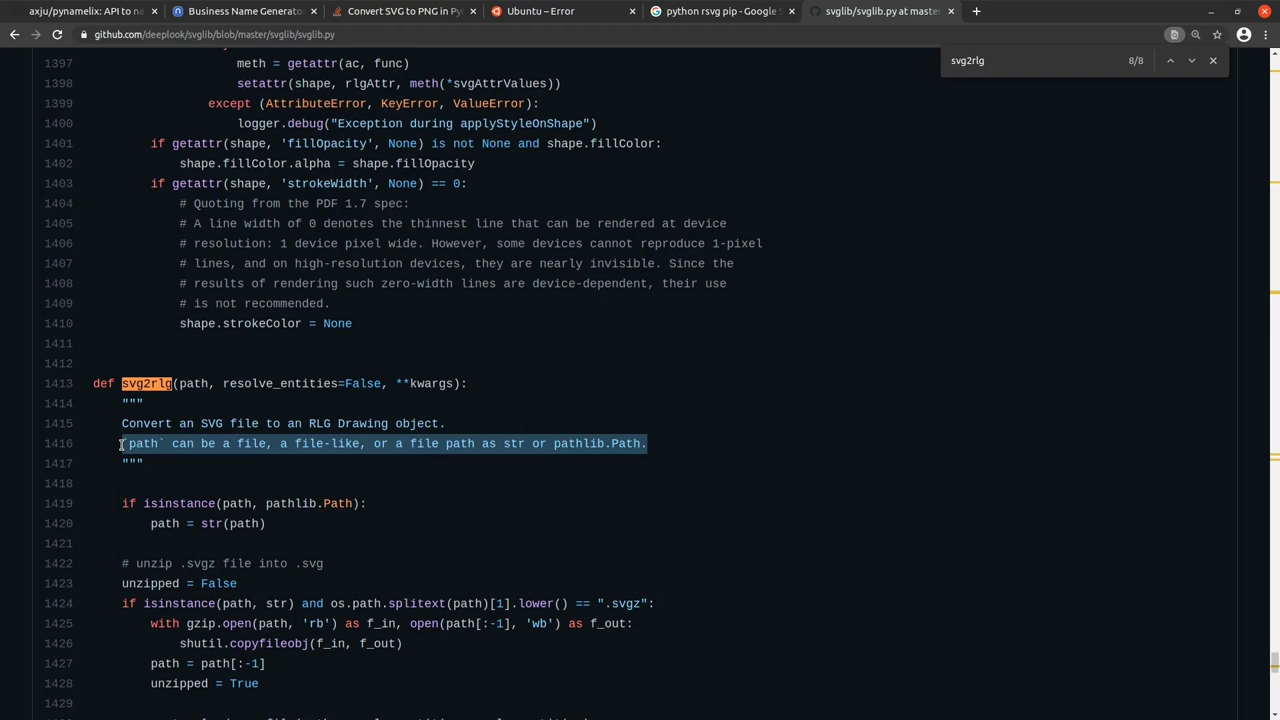 axju/pynamelix: API to na
Business Name Generator
Convert SVG to PNG in Pyt
Ubuntu – Error
python rsvg pip - Google S
svglib/svglib.py at master
github.com/deeplook/svglib/blob/master/svglib/svglib.py
svg2rlg 8/8
1397 meth = getattr(ac, func)
1398 setattr(shape, rlgAttr, meth(*svgAttrValues))
1399 except (AttributeError, KeyError, ValueError):
1400 logger.debug("Exception during applyStyleOnShape")
1401 if getattr(shape, 'fillOpacity', None) is not None and shape.fillColor:
1402 shape.fillColor.alpha = shape.fillOpacity
1403 if getattr(shape, 'strokeWidth', None) == 0:
1404 # Quoting from the PDF 1.7 spec:
1405 # A line width of 0 denotes the thinnest line that can be rendered at device
1406 # resolution: 1 device pixel wide. However, some devices cannot reproduce 1-pixel
1407 # lines, and on high-resolution devices, they are nearly invisible. Since the
1408 # results of rendering such zero-width lines are device-dependent, their use
1409 # is not recommended.
1410 shape.strokeColor = None
1411
1412
1413 def svg2rlg(path, resolve_entities=False, **kwargs):
1414 """
1415 Convert an SVG file to an RLG Drawing object.
1416 `path` can be a file, a file-like, or a file path as str or pathlib.Path.
1417 """
1418
1419 if isinstance(path, pathlib.Path):
1420 path = str(path)
1421
1422 # unzip .svgz file into .svg
1423 unzipped = False
1424 if isinstance(path, str) and os.path.splitext(path)[1].lower() == ".svgz":
1425 with gzip.open(path, 'rb') as f_in, open(path[:-1], 'wb') as f_out:
1426 shutil.copyfileobj(f_in, f_out)
1427 path = path[:-1]
1428 unzipped = True
1429